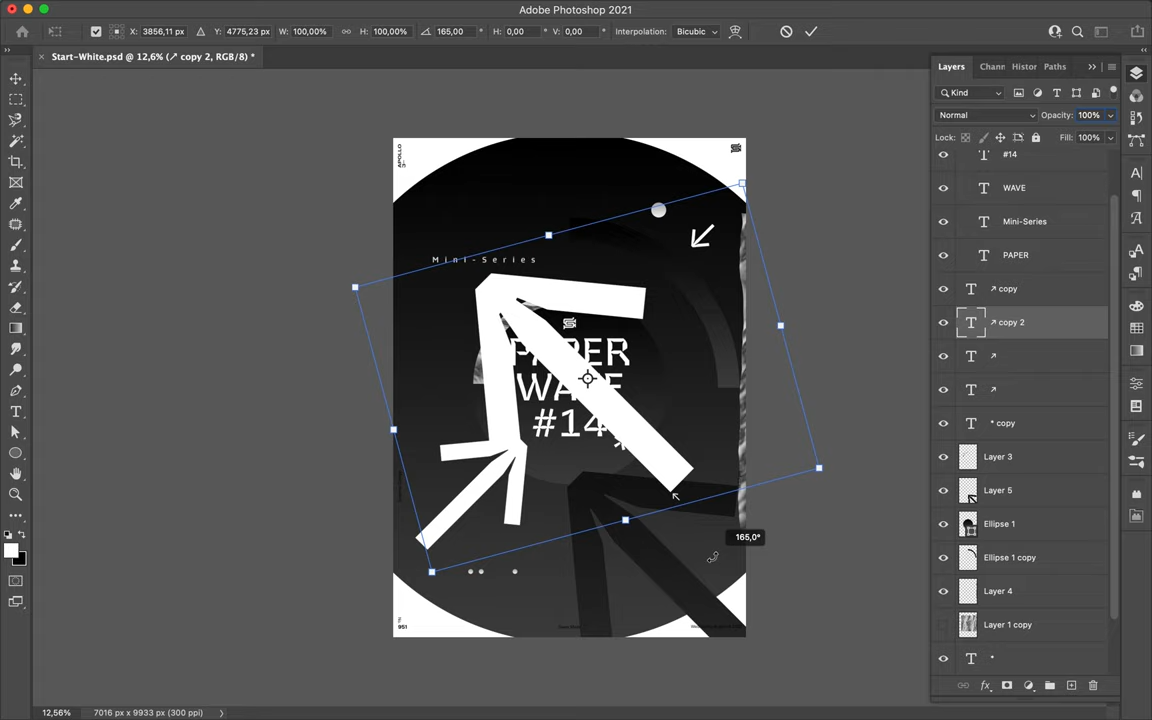 Adobe Photoshop 2021
X: 3856,11 px Y: 4775,23 px W: 100,00% H: 100,00% 165,00 ° H: 0,00 ° V: 0,00 ° Interpolation: Bicubic
× Start-White.psd @ 12,6% (↗ copy 2, RGB/8) *
Layers Chann Histor Paths
Kind
Normal Opacity: 100%
Lock: Fill: 100%
#14
WAVE
Mini-Series
PAPER
↗ copy
↗ copy 2
↗
↗
* copy
Layer 3
Layer 5
Ellipse 1
Ellipse 1 copy
Layer 4
Layer 1 copy
*
APOLLO
Mini-Series
PAPER
WAVE
#14*
165,0°
951
12,56% 7016 px x 9933 px (300 ppi)